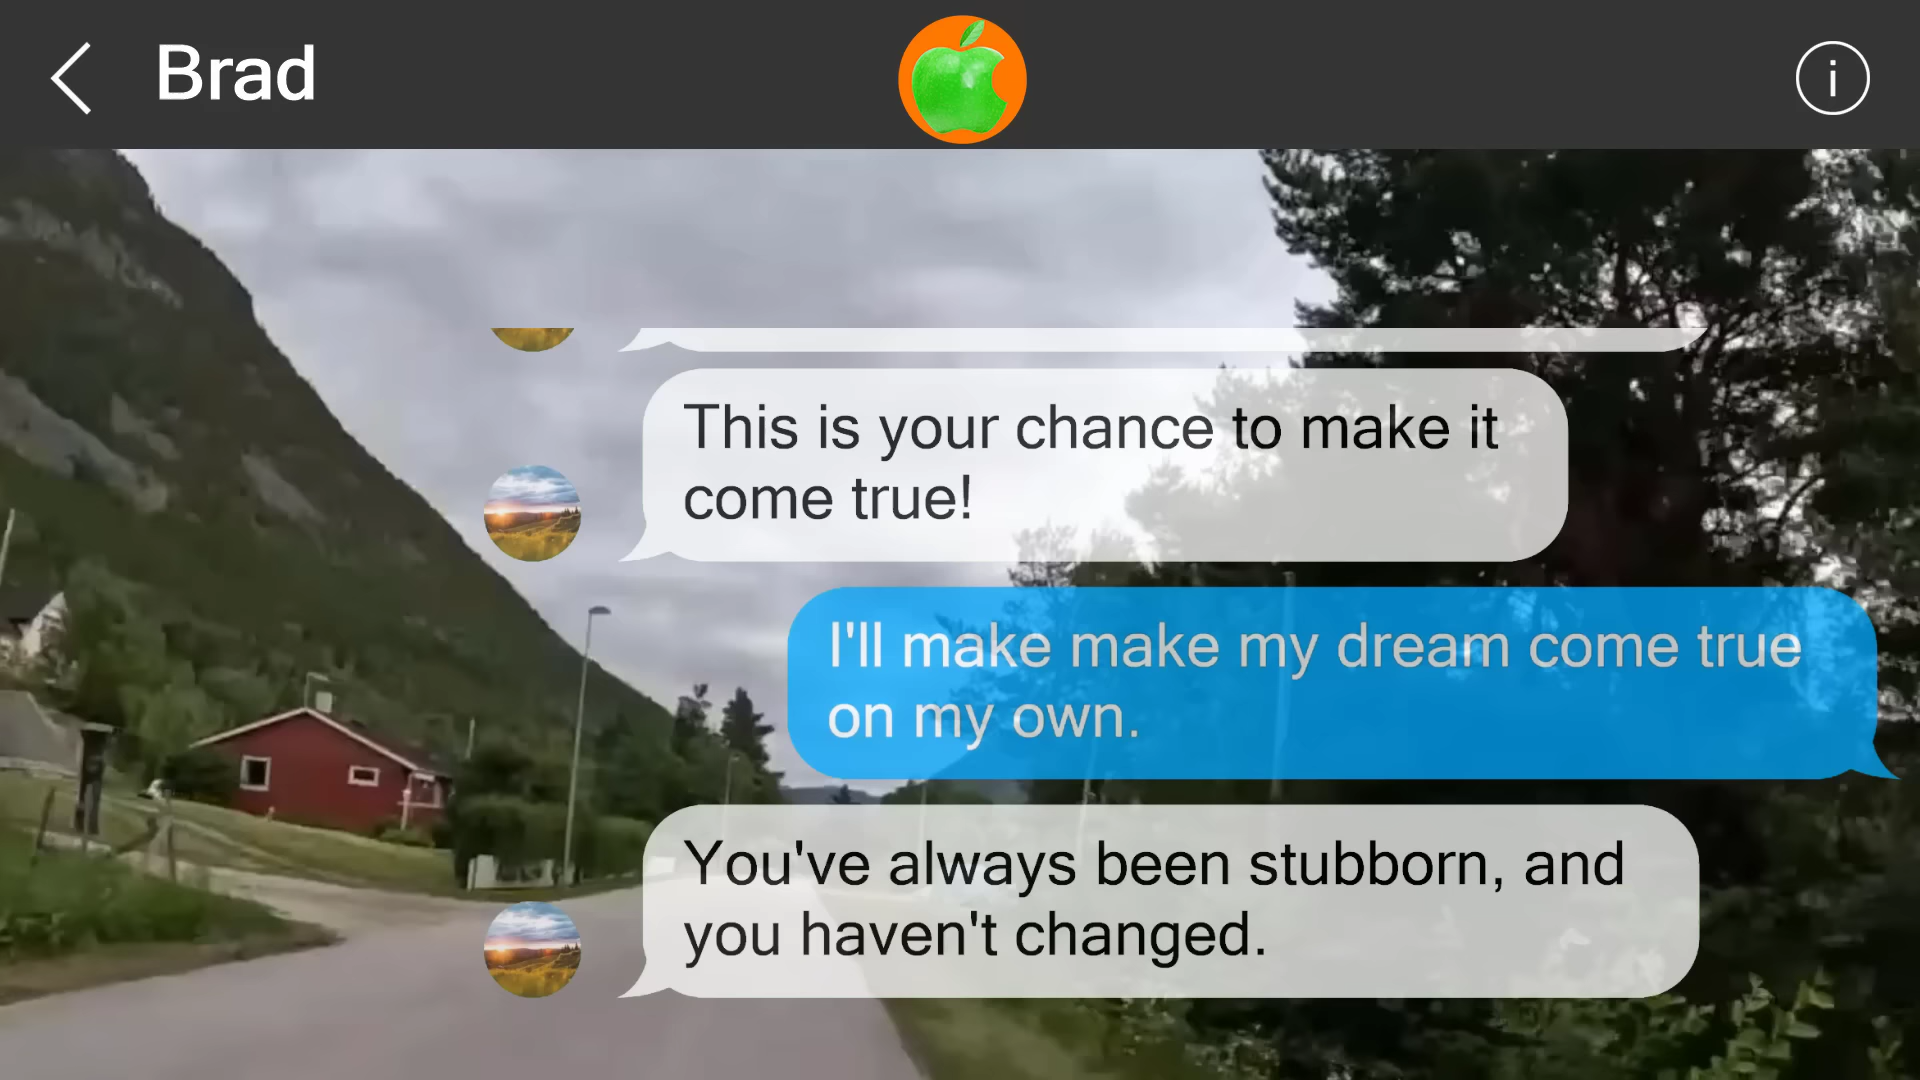 Brad
This is your chance to make it
come true!
I'll make make my dream come true
on my own.
You've always been stubborn, and
you haven't changed.